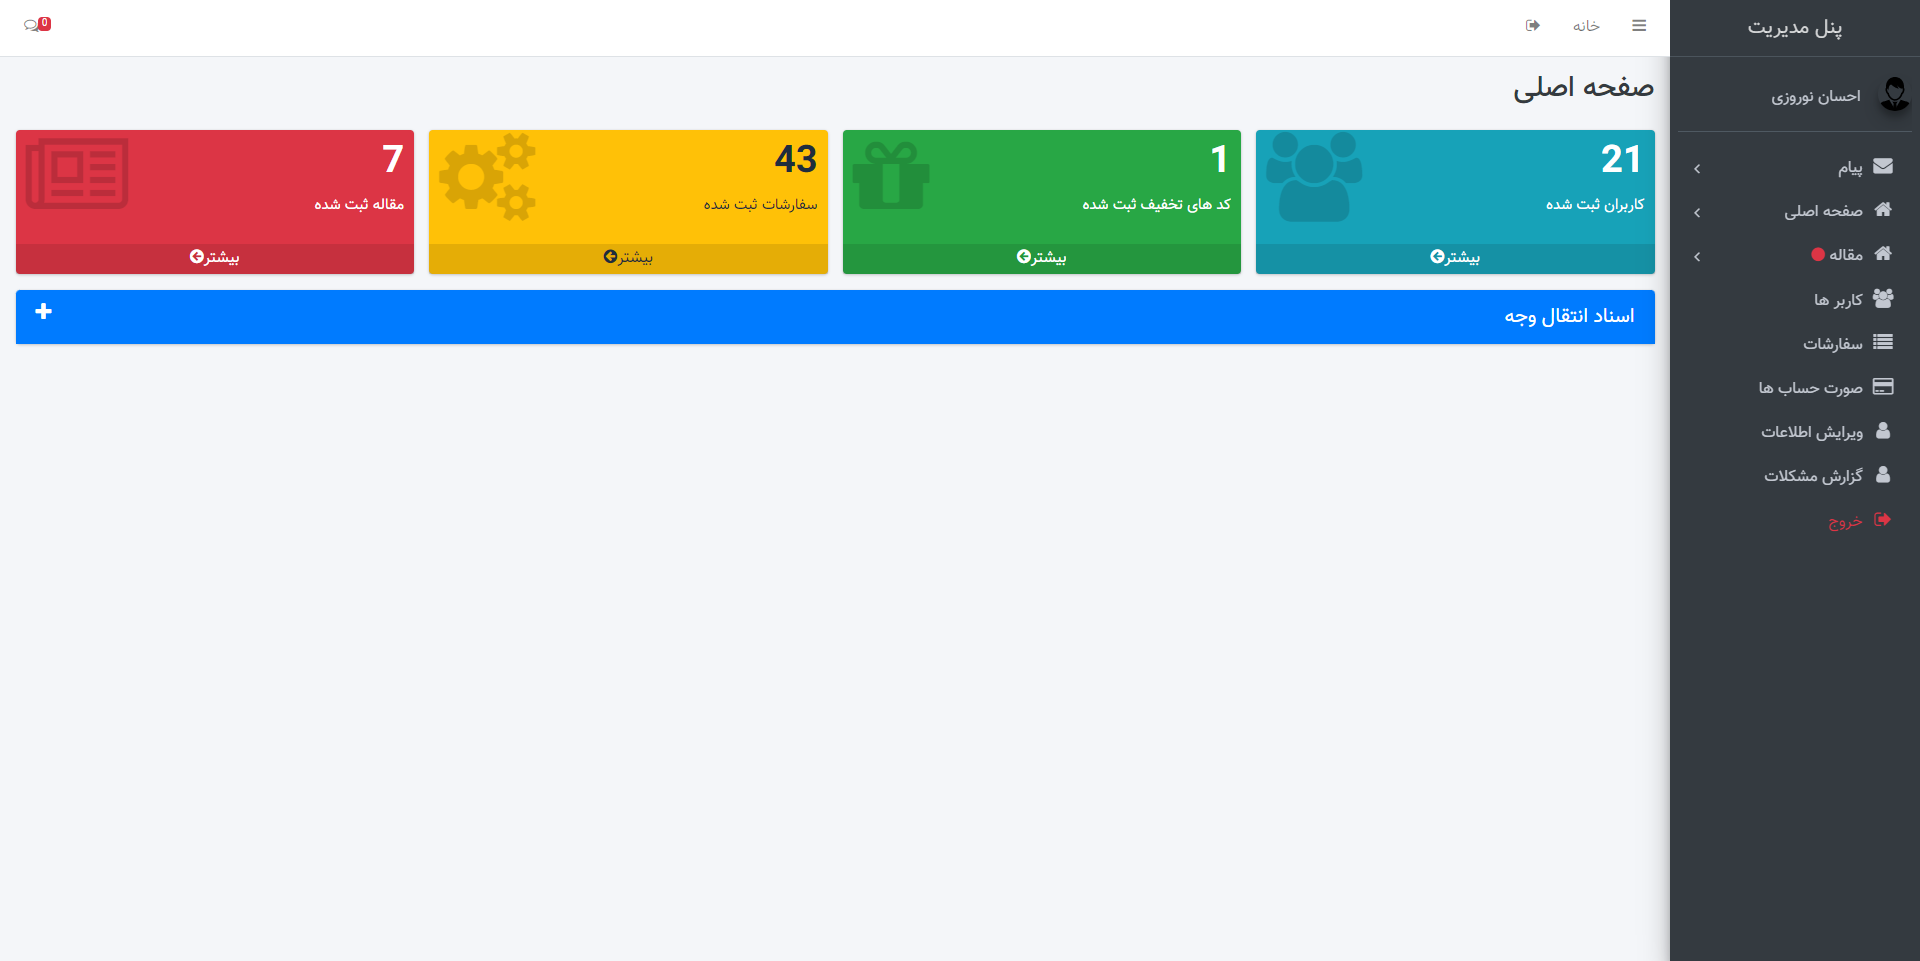 پنل مدیریت
احسان نوروزی
پیام
صفحه اصلی
مقاله
کاربر ها
سفارشات
صورت حساب ها
ویرایش اطلاعات
گزارش مشکلات
خروج
خانه
0
صفحه اصلی
21
کاربران ثبت شده
بیشتر
1
کد های تخفیف ثبت شده
بیشتر
43
سفارشات ثبت شده
بیشتر
7
مقاله ثبت شده
بیشتر
اسناد انتقال وجه